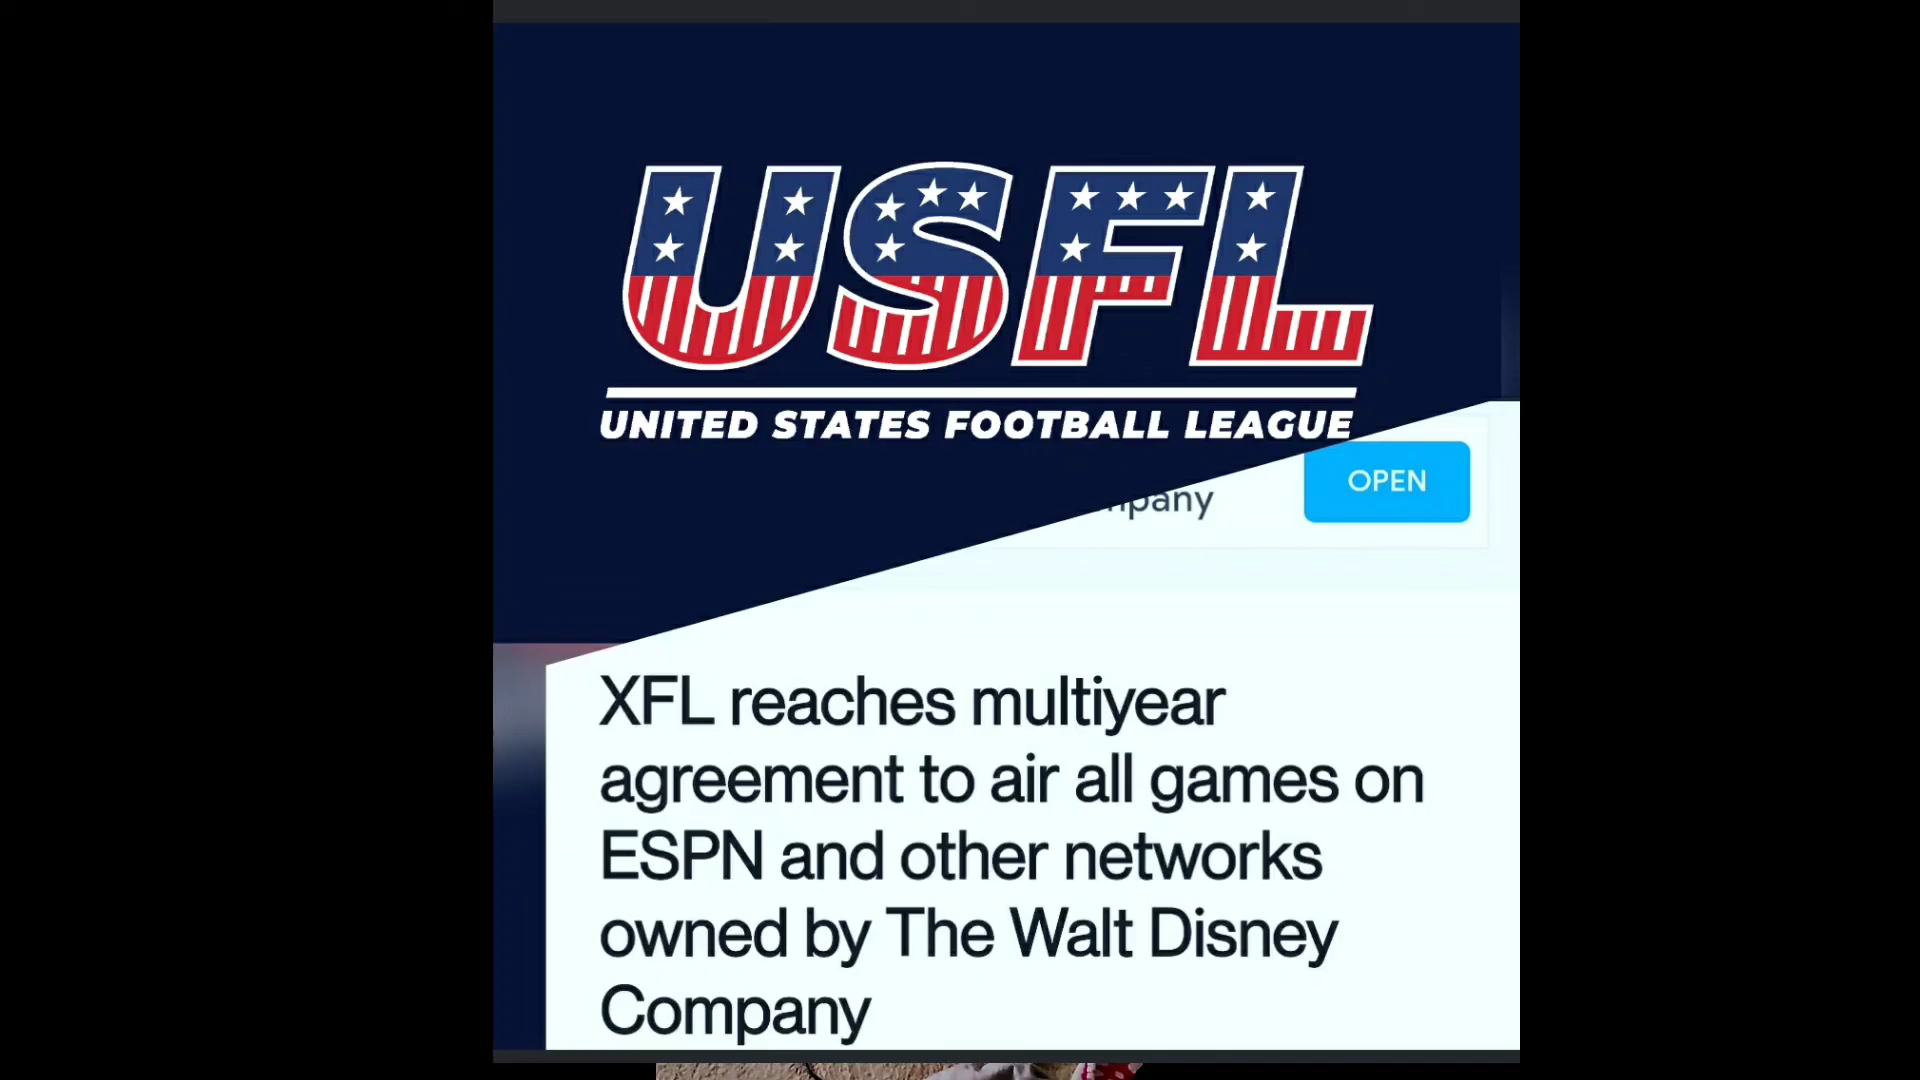 USFL
UNITED STATES FOOTBALL LEAGUE
OPEN
XFL reaches multiyear
agreement to air all games on
ESPN and other networks
owned by The Walt Disney
Company